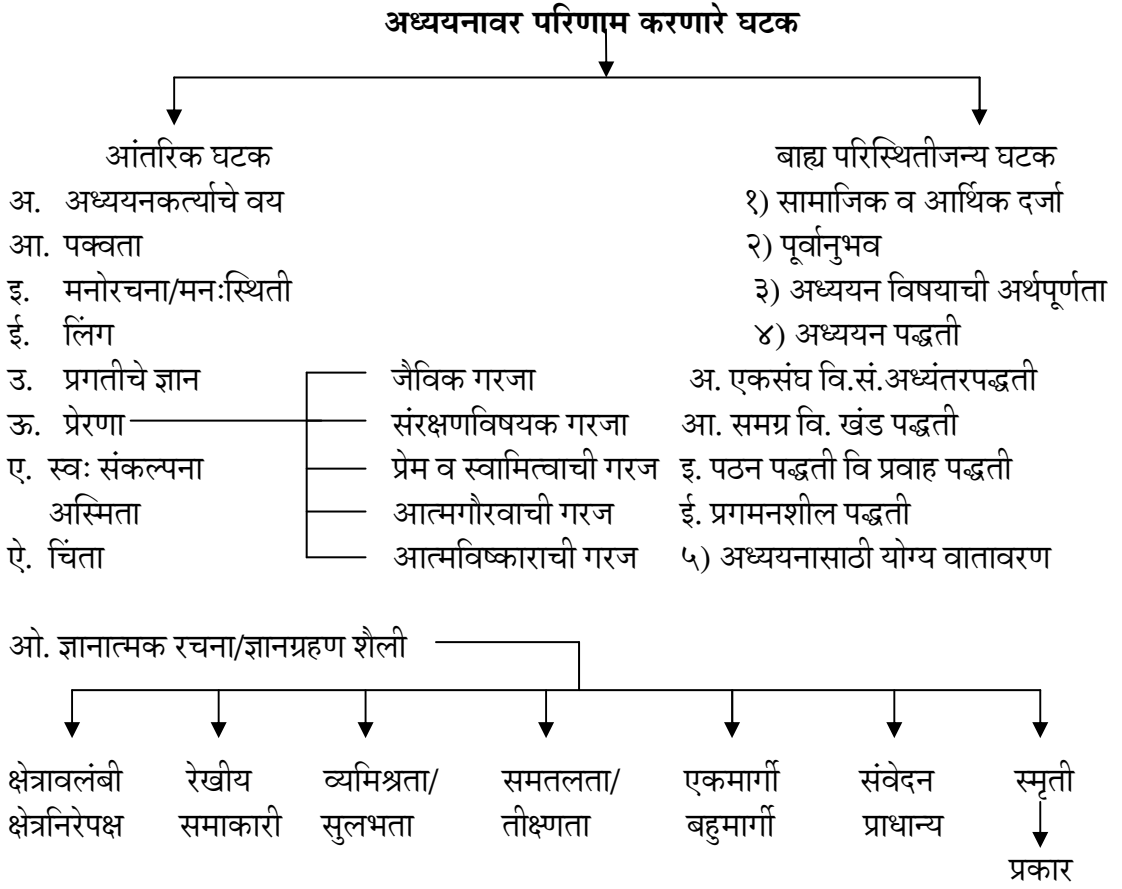 अध्ययनावर परिणाम करणारे घटक
आंतरिक घटक
अ. अध्ययनकर्त्याचे वय
आ. पक्वता
इ. मनोरचना/मनःस्थिती
ई. लिंग
उ. प्रगतीचे ज्ञान
ऊ. प्रेरणा
ए. स्वः संकल्पना
अस्मिता
ऐ. चिंता
जैविक गरजा
संरक्षणविषयक गरजा
प्रेम व स्वामित्वाची गरज
आत्मगौरवाची गरज
आत्मविष्काराची गरज
बाह्य परिस्थितीजन्य घटक
१) सामाजिक व आर्थिक दर्जा
२) पूर्वानुभव
३) अध्ययन विषयाची अर्थपूर्णता
४) अध्ययन पद्धती
अ. एकसंघ वि.सं.अध्यंतरपद्धती
आ. समग्र वि. खंड पद्धती
इ. पठन पद्धती वि प्रवाह पद्धती
ई. प्रगमनशील पद्धती
५) अध्ययनासाठी योग्य वातावरण
ओ. ज्ञानात्मक रचना/ज्ञानग्रहण शैली
क्षेत्रावलंबी
क्षेत्रनिरेपक्ष
रेखीय
समाकारी
व्यमिश्रता/
सुलभता
समतलता/
तीक्ष्णता
एकमार्गी
बहुमार्गी
संवेदन
प्राधान्य
स्मृती
प्रकार